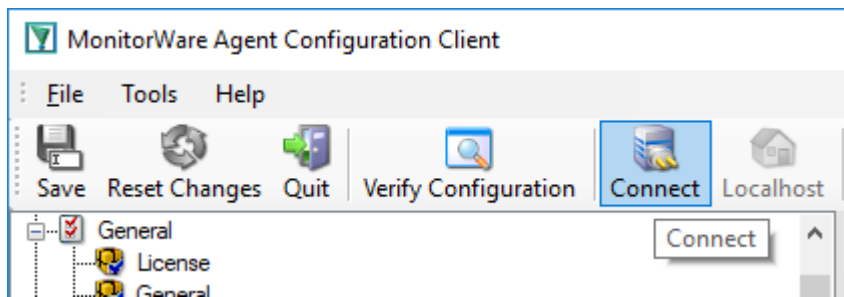 MonitorWare Agent Configuration Client
File Tools Help
Save Reset Changes Quit Verify Configuration Connect Localhost
General
Connect
License
General